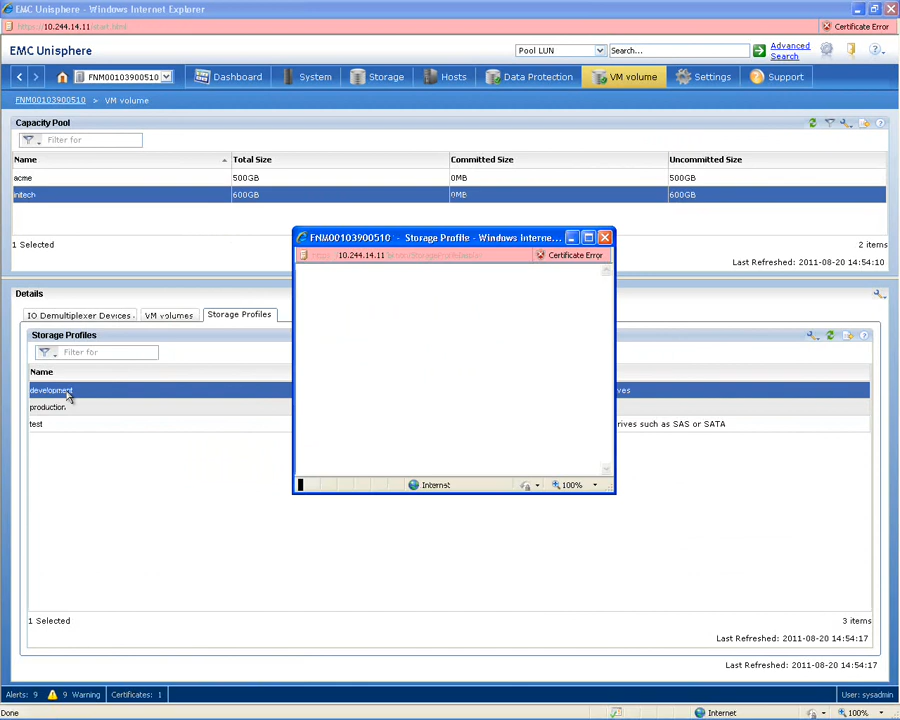 EMC Unisphere - Windows Internet Explorer
10.244.14.11
Certificate Error
EMC Unisphere
Pool LUN
Search...
Advanced Search
FNM00103900510
Dashboard
System
Storage
Hosts
Data Protection
VM volume
Settings
Support
FNM00103900510 > VM volume
Capacity Pool
Filter for
Name Total Size Committed Size Uncommitted Size
acme 500GB 0MB 500GB
initech 600GB 0MB 600GB
1 Selected
2 items
Last Refreshed: 2011-08-20 14:54:10
FNM00103900510 - Storage Profile - Windows Interne...
10.244.14.11
Certificate Error
Internet
100%
Details
IO Demultiplexer Devices
VM volumes
Storage Profiles
Storage Profiles
Filter for
Name
development
production
test
rives such as SAS or SATA
1 Selected
3 items
Last Refreshed: 2011-08-20 14:54:17
Last Refreshed: 2011-08-20 14:54:17
Alerts: 9
9 Warning
Certificates: 1
User: sysadmin
Done
Internet
100%